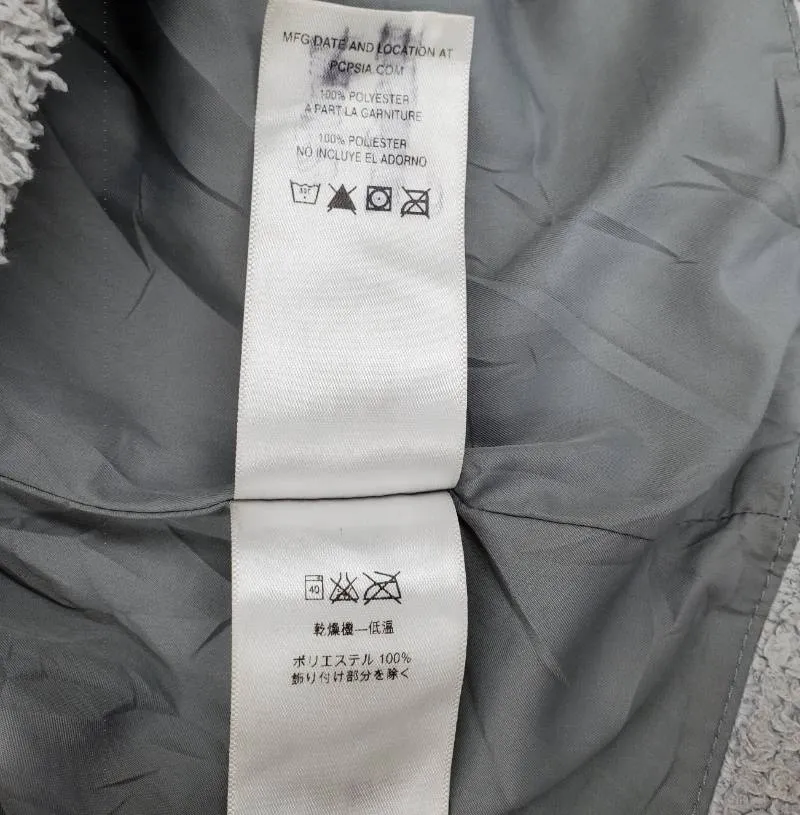 MFG DATE AND LOCATION AT
PCPSIA.COM
100% POLYESTER
À PART LA GARNITURE
100% POLIESTER
NO INCLUYE EL ADORNO
40
乾燥機—低温
ポリエステル 100%
飾り付け部分を除く